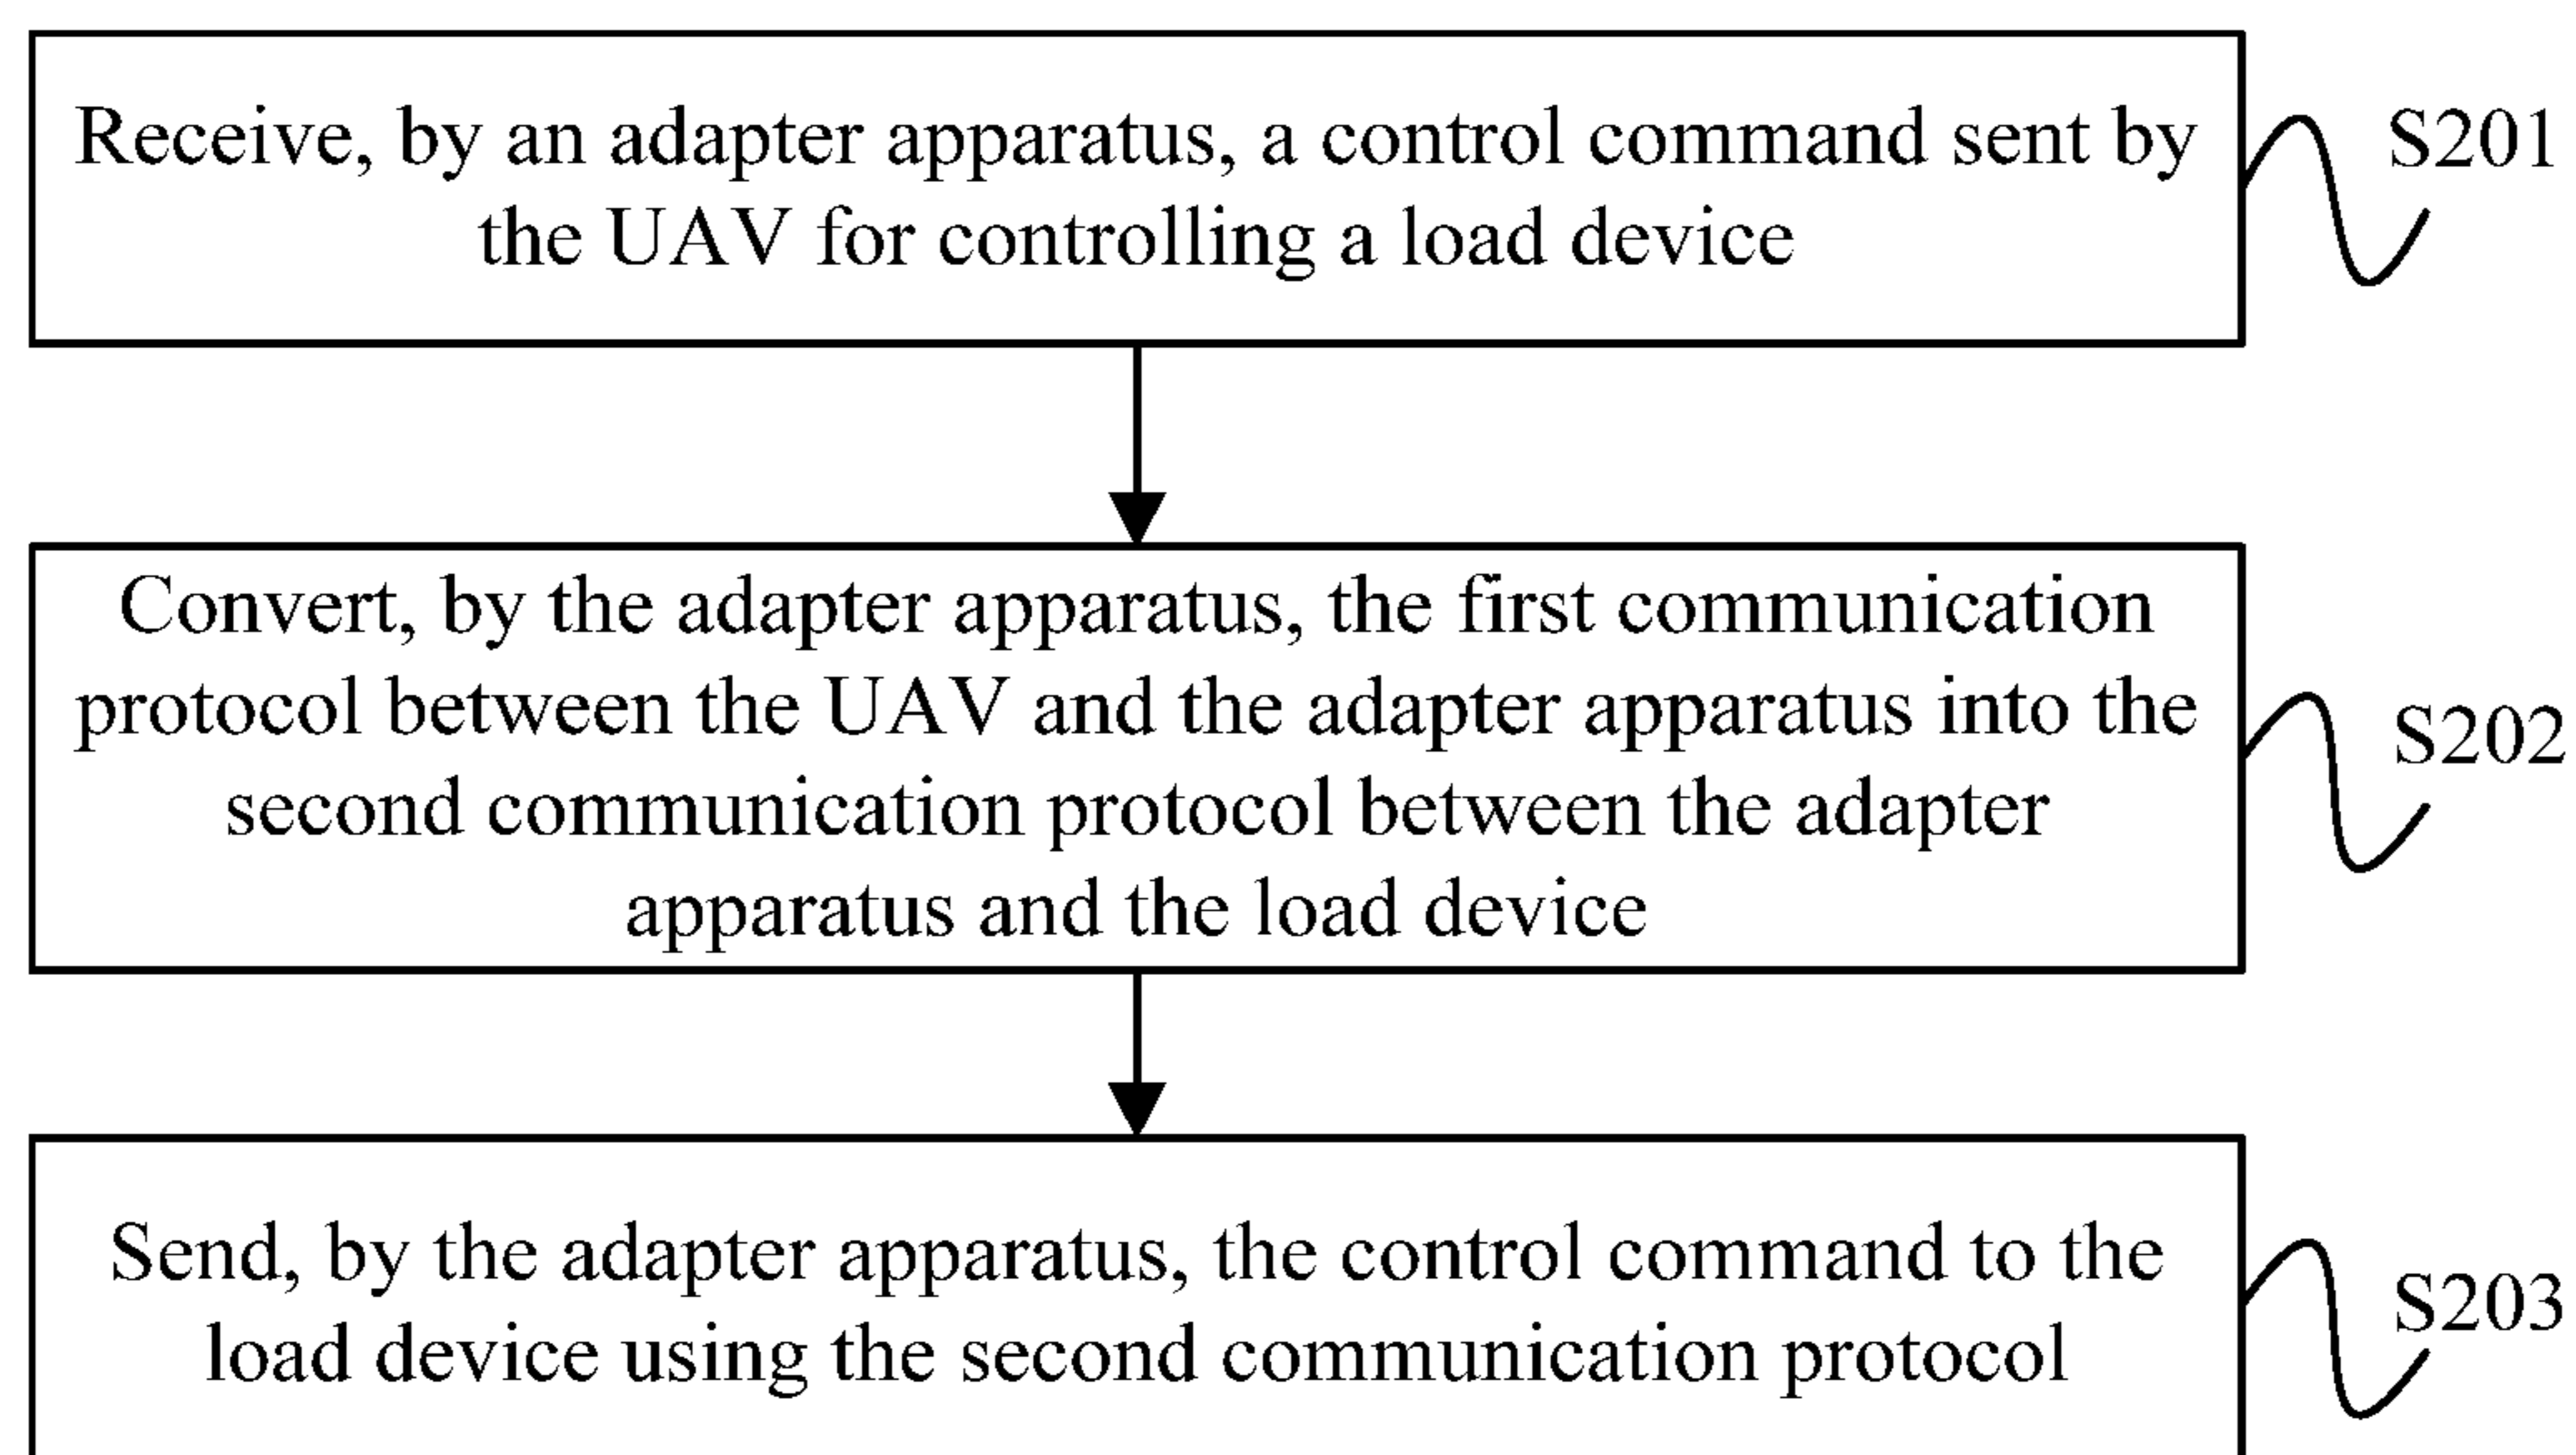 Receive, by an adapter apparatus, a control command sent by
the UAV for controlling a load device
S201
Convert, by the adapter apparatus, the first communication
protocol between the UAV and the adapter apparatus into the
second communication protocol between the adapter
apparatus and the load device
S202
Send, by the adapter apparatus, the control command to the
load device using the second communication protocol
S203